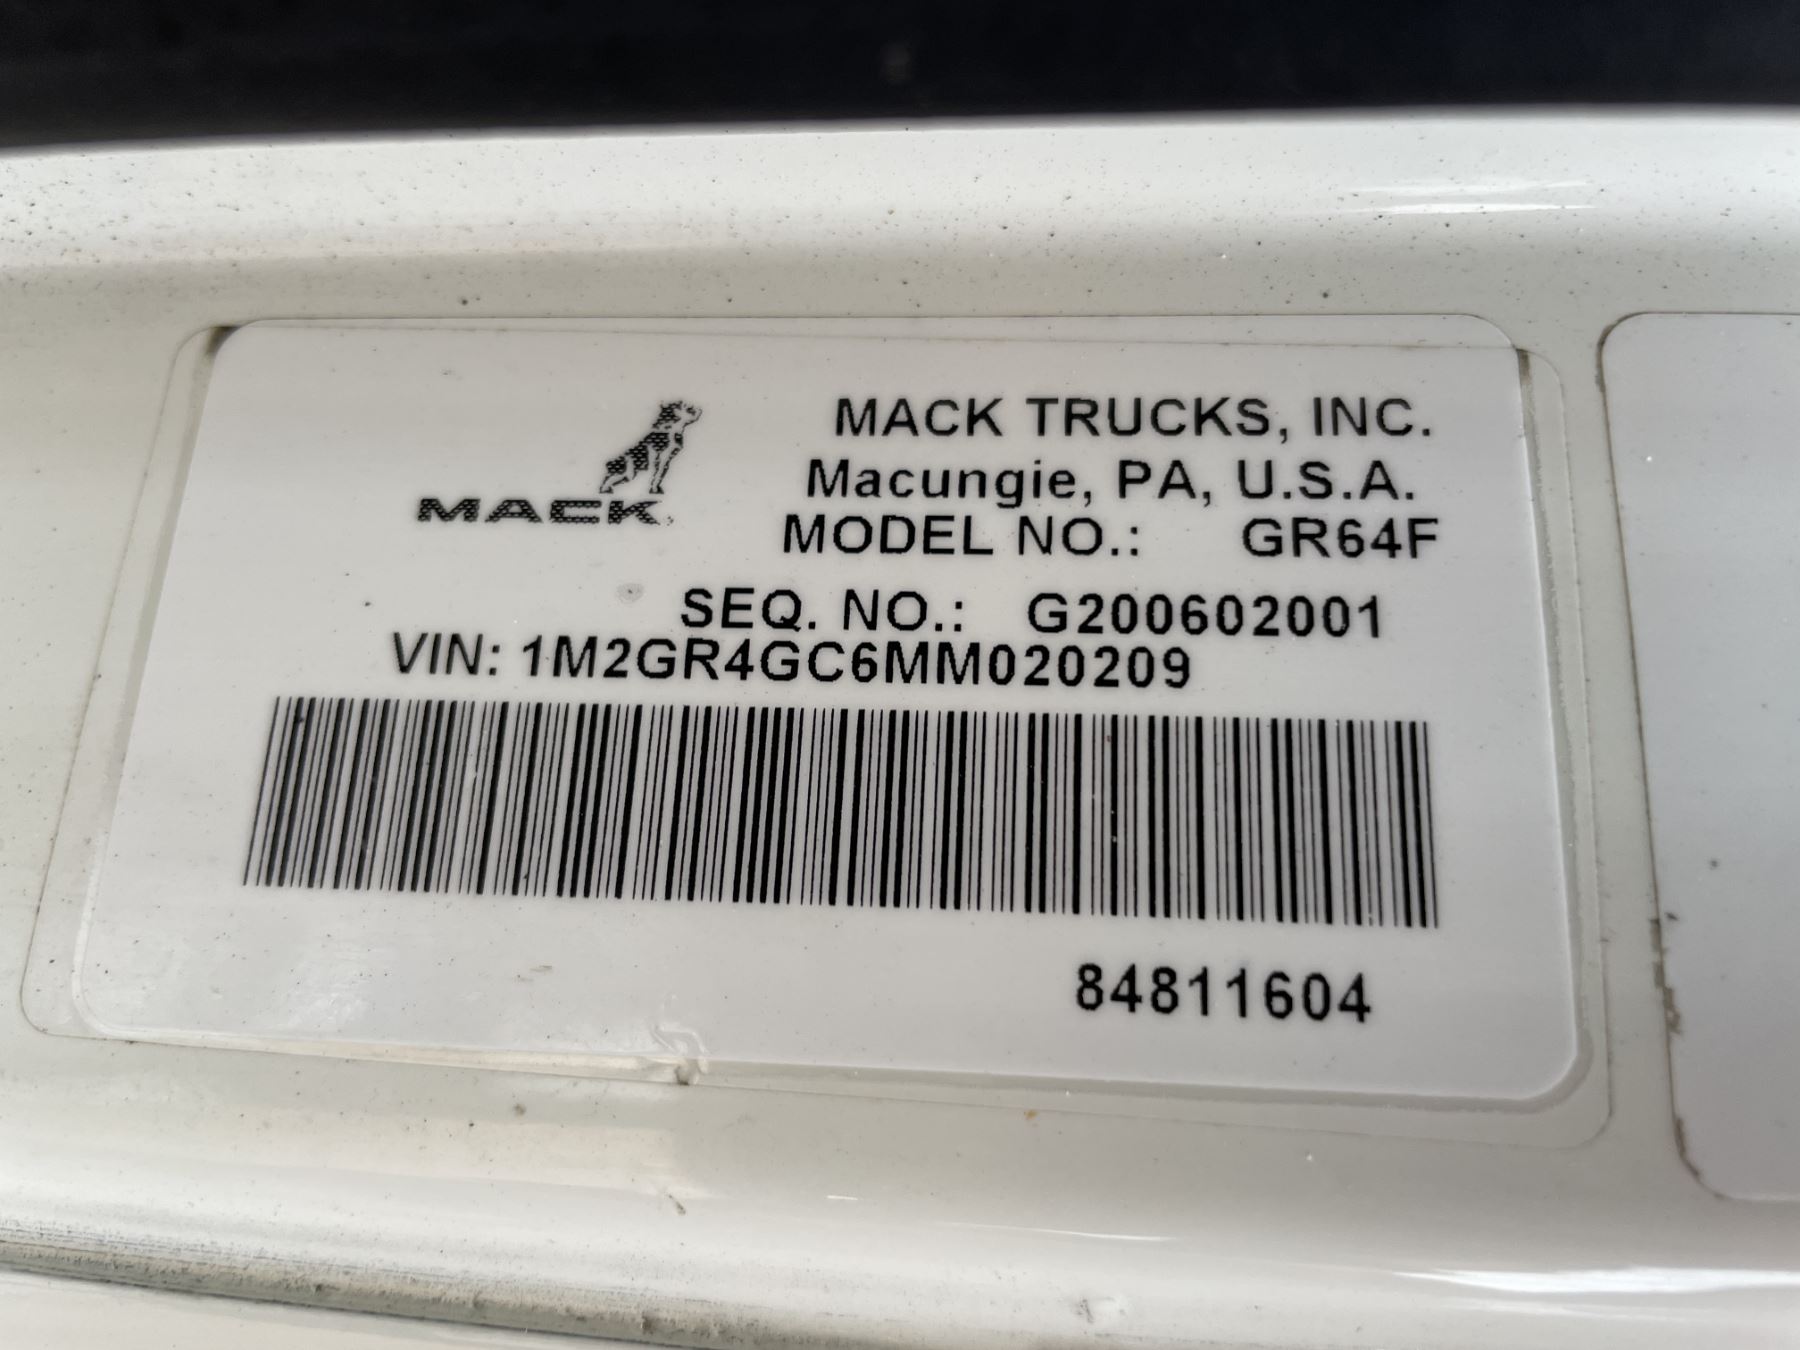 MACK TRUCKS, INC.
Macungie, PA, U.S.A.
MACK
MODEL NO.: GR64F
SEQ. NO.: G200602001
VIN: 1M2GR4GC6MM020209
84811604